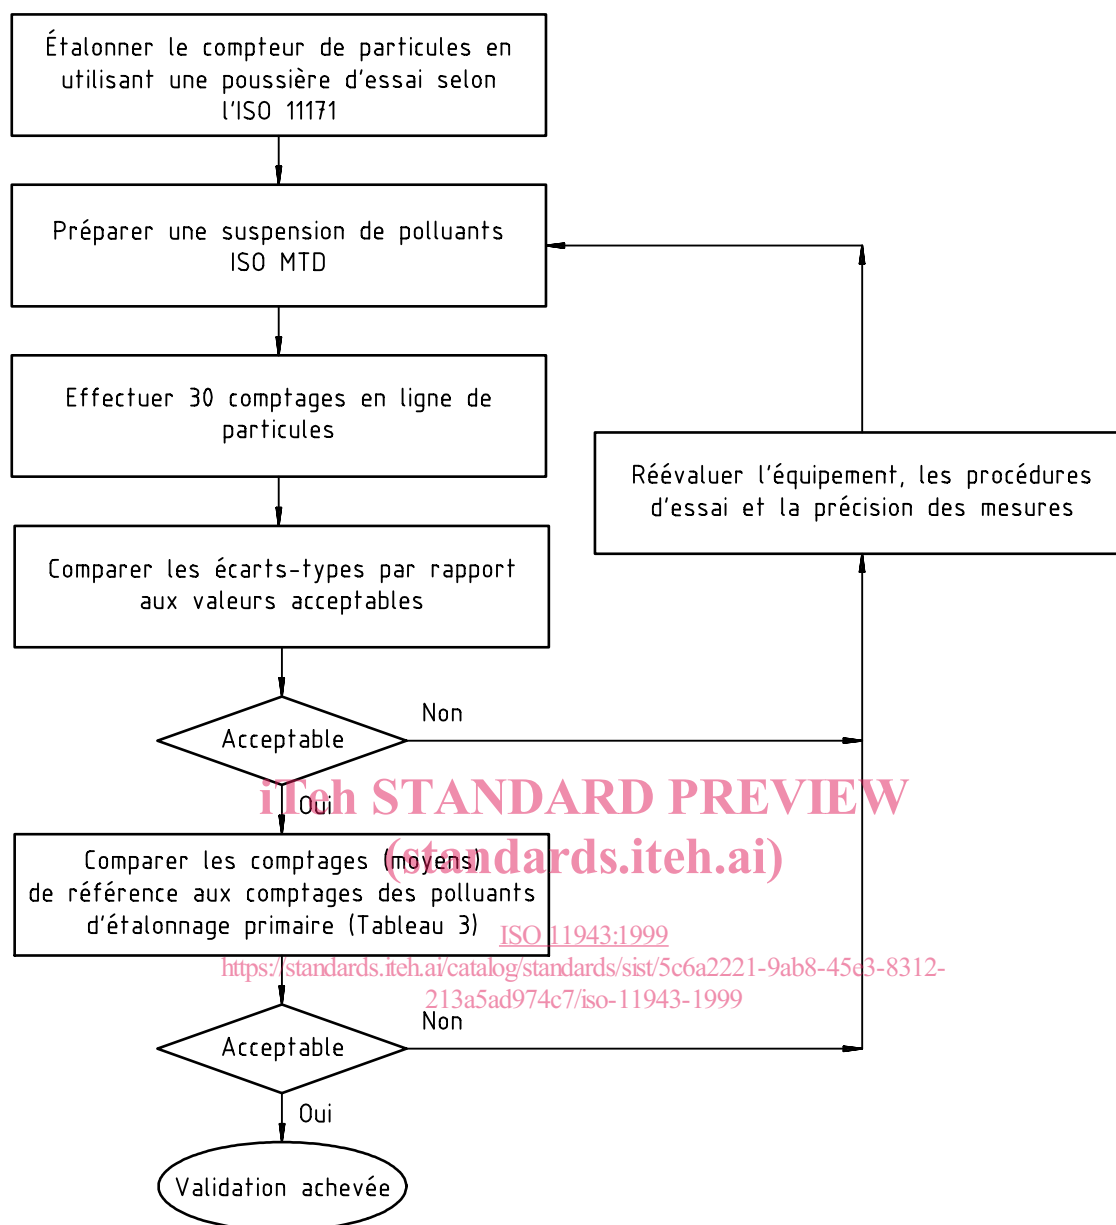 Étalonner le compteur de particules en
utilisant une poussière d'essai selon
l'ISO 11171
Préparer une suspension de polluants
ISO MTD
Effectuer 30 comptages en ligne de
particules
Réévaluer l'équipement, les procédures
d'essai et la précision des mesures
Comparer les écarts-types par rapport
aux valeurs acceptables
Non
Acceptable
iTeh STANDARD PREVIEW
Oui
(standards.iteh.ai)
Comparer les comptages (moyens)
de référence aux comptages des polluants
d'étalonnage primaire (Tableau 3)
ISO 11943:1999
https://standards.iteh.ai/catalog/standards/sist/5c6a2221-9ab8-45e3-8312-
213a5ad974c7/iso-11943-1999
Non
Acceptable
Oui
Validation achevée